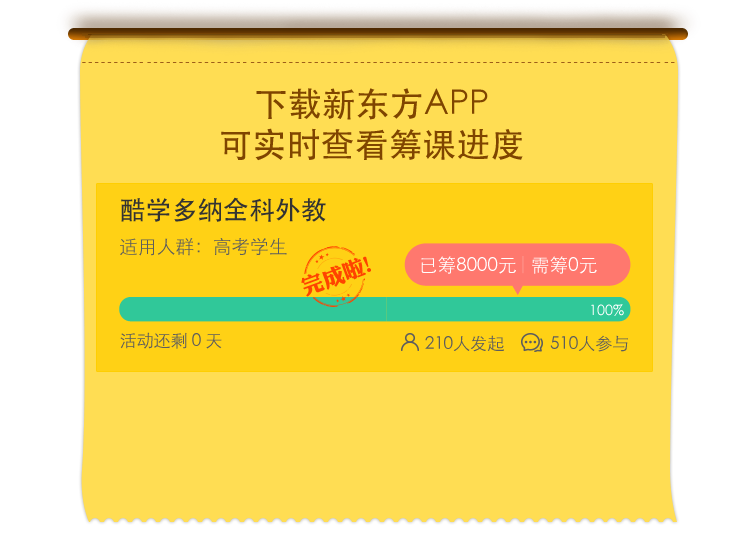 下载新东方APP
可实时查看筹课进度
酷学多纳全科外教
适用人群：高考学生
完成啦!
已筹8000元 | 需筹0元
100%
活动还剩 0 天
210人发起 510人参与